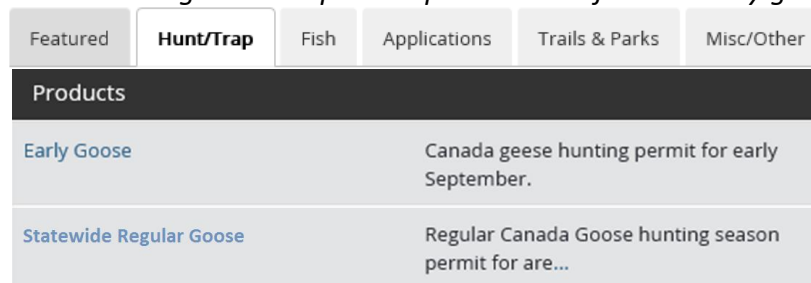 Featured Hunt/Trap Fish Applications Trails & Parks Misc/Other
Products
Early Goose Canada geese hunting permit for early
September.
Statewide Regular Goose Regular Canada Goose hunting season
permit for are...